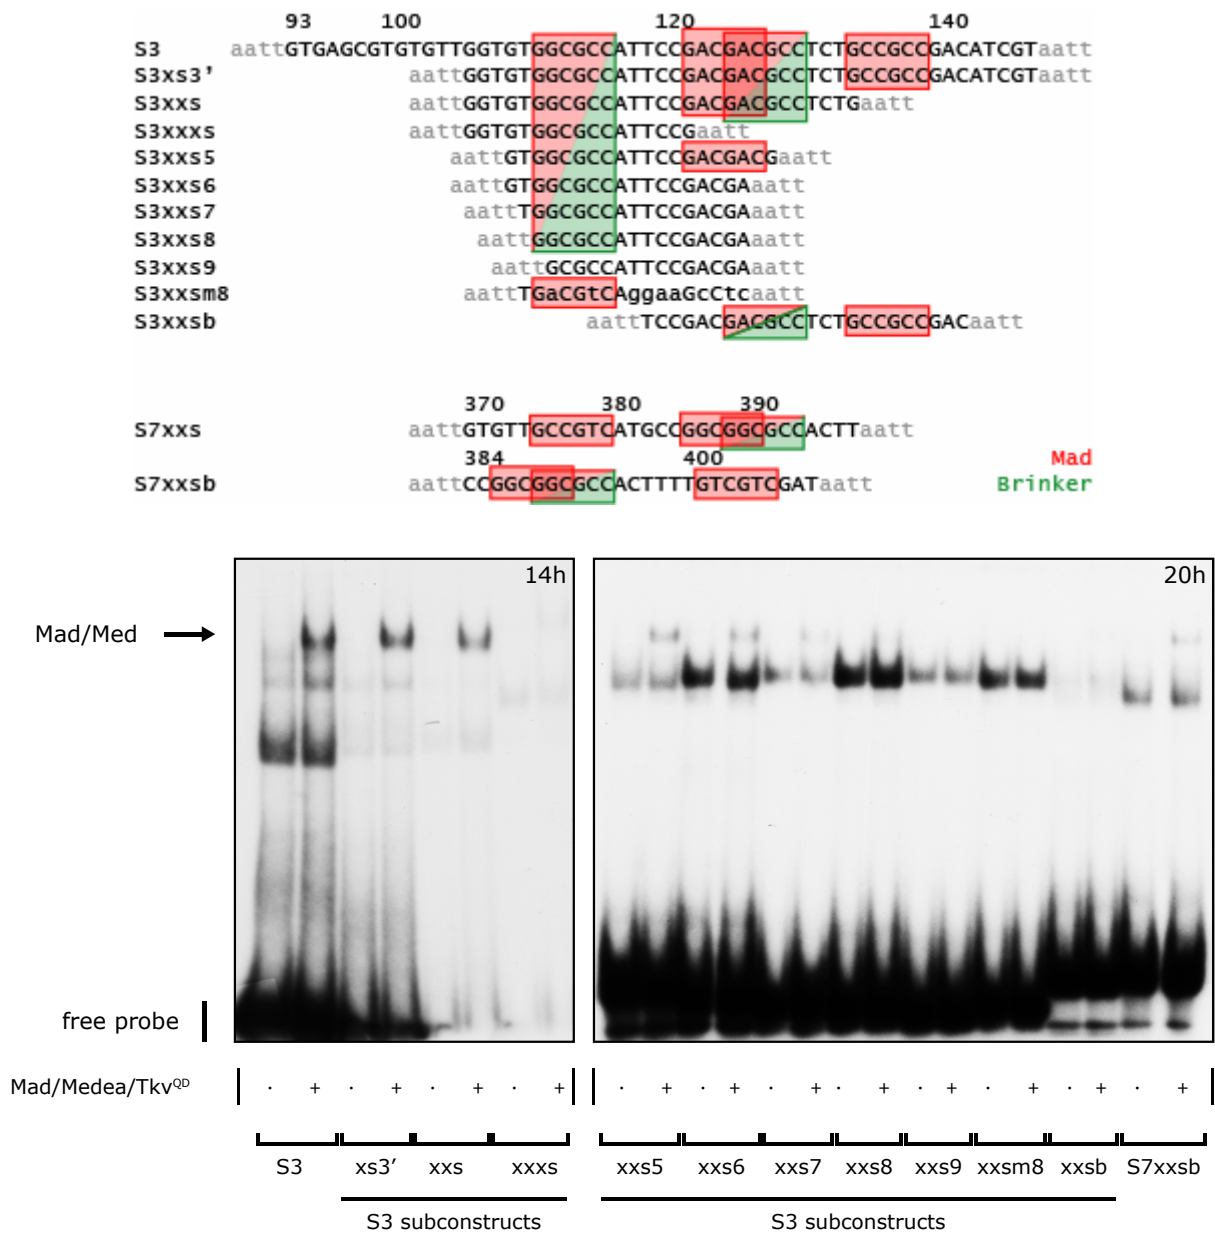 93 100 120 140
S3 aattGTGAGCGTGTGTTGGTGTGGCGCCATTCCGACGACGCCTCTGCCGCCGACATCGTaatt
S3xs3' aattGGTGTGGCGCCATTCCGACGACGCCTCTGCCGCCGACATCGTaatt
S3xxs aattGGTGTGGCGCCATTCCGACGACGCCTCTGaatt
S3xxxs aattGGTGTGGCGCCATTCCGaatt
S3xxs5 aattGTGGCGCCATTCCGACGACGaatt
S3xxs6 aattGTGGCGCCATTCCGACGAaatt
S3xxs7 aattTGGCGCCATTCCGACGAaatt
S3xxs8 aattGGCGCCATTCCGACGAaatt
S3xxs9 aattGCGCCATTCCGACGAaatt
S3xxsm8 aattTGaCGtCAggaaGcCtcaatt
S3xxsb aattTCCGACGACGCCTCTGCCGCCGACaatt
370 380 390
S7xxs aattGTGTTGCCGTCATGCCGGCGGCGCCACTTaatt
384 400 Mad
S7xxsb aattCCGGCGGCGCCACTTTTGTCGTCGATaatt Brinker
14h 20h
Mad/Med
free probe
Mad/Medea/Tkv^QD · + · + · + · + · + · + · + · + · + · + · + · +
S3 xs3' xxs xxxs xxs5 xxs6 xxs7 xxs8 xxs9 xxsm8 xxsb S7xxsb
S3 subconstructs S3 subconstructs